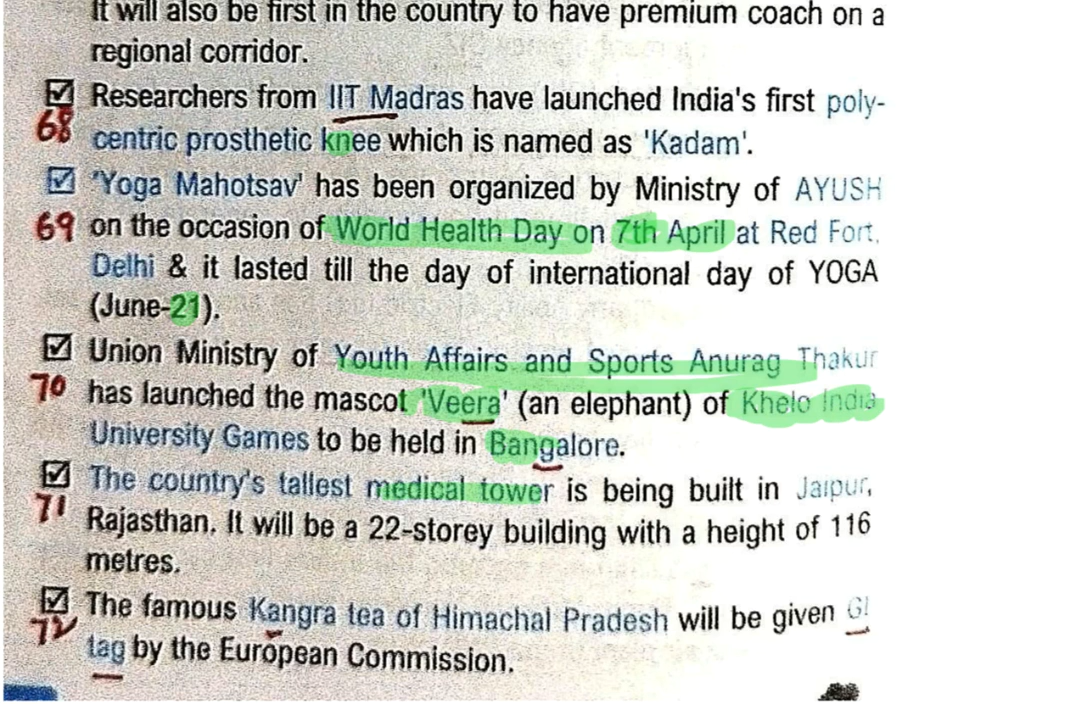 It will also be first in the country to have premium coach on a
regional corridor.
Researchers from IIT Madras have launched India's first poly-
68 centric prosthetic knee which is named as 'Kadam'.
'Yoga Mahotsav' has been organized by Ministry of AYUSH
69 on the occasion of World Health Day on 7th April at Red Fort,
Delhi & it lasted till the day of international day of YOGA
(June-21).
Union Ministry of Youth Affairs and Sports Anurag Thakur
70 has launched the mascot 'Veera' (an elephant) of Khelo India
University Games to be held in Bangalore.
The country's tallest medical tower is being built in Jaipur,
71 Rajasthan. It will be a 22-storey building with a height of 116
metres.
The famous Kangra tea of Himachal Pradesh will be given GI
72 tag by the European Commission.